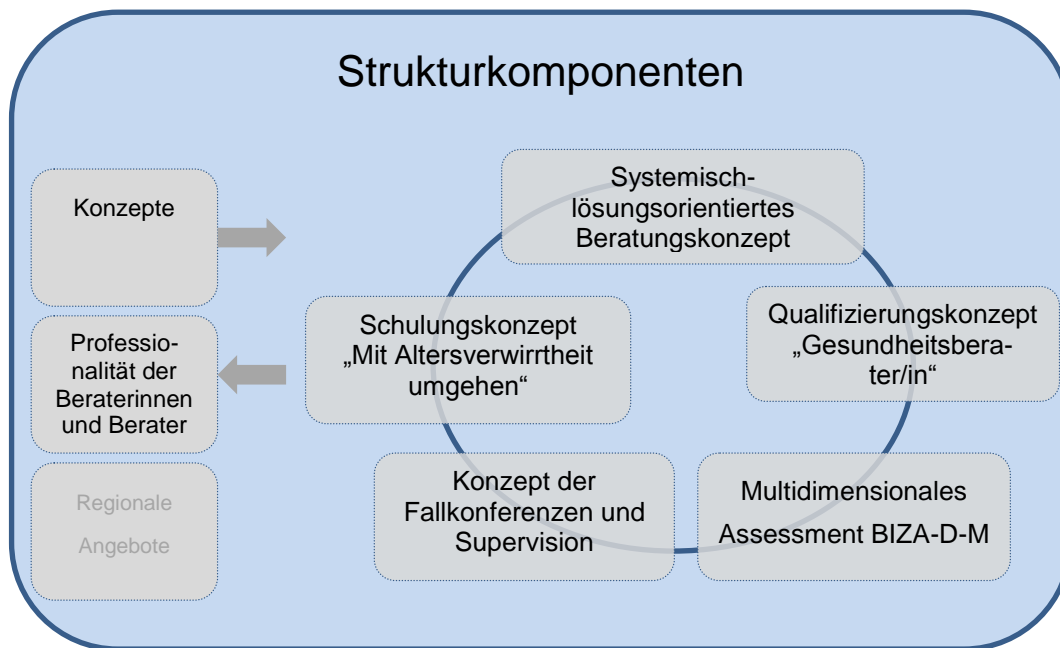 Strukturkomponenten
Konzepte
Professio-
nalität der
Beraterinnen
und Berater
Regionale
Angebote
Systemisch-
lösungsorientiertes
Beratungskonzept
Schulungskonzept
„Mit Altersverwirrtheit
umgehen“
Qualifizierungskonzept
„Gesundheitsbera-
ter/in“
Konzept der
Fallkonferenzen und
Supervision
Multidimensionales
Assessment BIZA-D-M